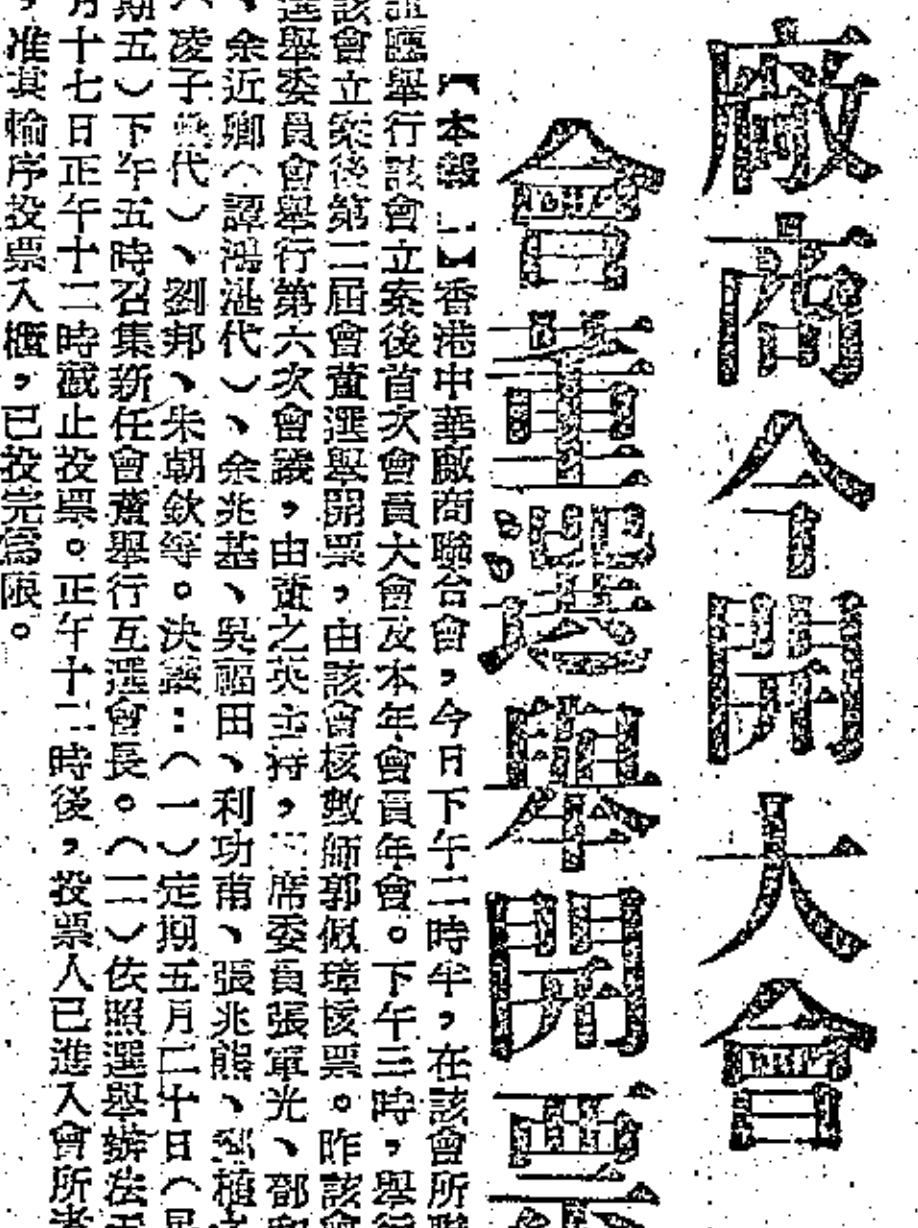 廠商今開大會
會董選舉開票
【本報】香港中華廠商聯合會，今日下午二時半，在該會所聯
舉行該會立案後首次會員大會及本年會員年會。下午三時，舉行
該會立案後第二屆會董選舉開票，由該會核數師郭佩璋核票。昨該會
選舉委員會舉行第六次會議，由黃之英主持，席委員張軍光、鄧
、余近卿（譚鴻湛代）、余兆基、吳福田、利功甫、張兆熊、植之
（凌子代）、劉邦、朱朝欽等。決議：（一）定期五月二十日（星
期五）下午五時召集新任會董舉行互選會長。（二）依照選舉辦法五
月十七日正午十二時截止投票。正午十二時後，投票人已進入會所者
，准其輪序投票入櫃，已投完為限。